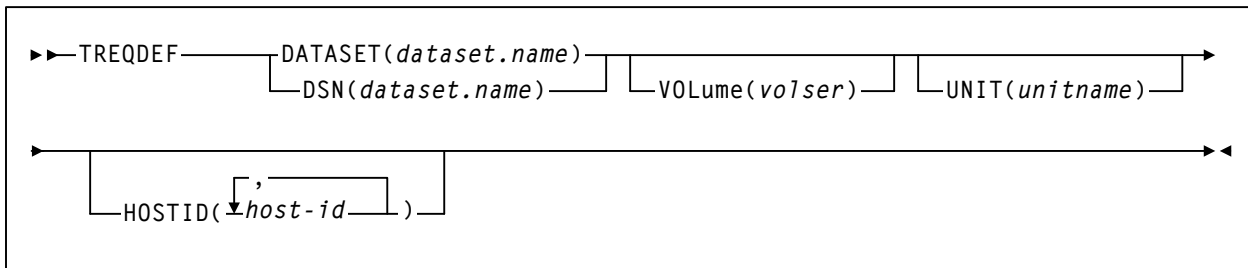 TREQDEF DATASET(dataset.name)
DSN(dataset.name) VOLume(volser) UNIT(unitname)
,
HOSTID( host-id )